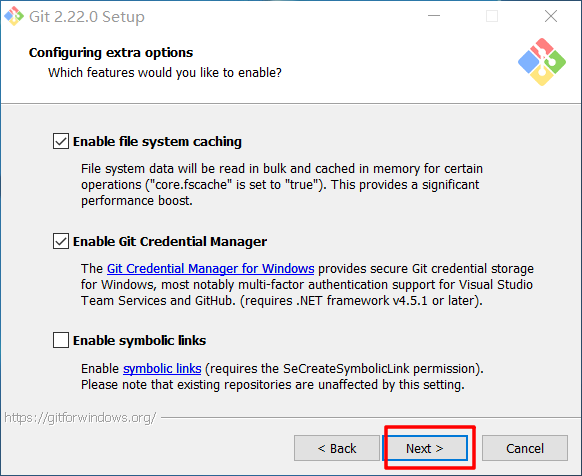 Git 2.22.0 Setup
Configuring extra options
Which features would you like to enable?
Enable file system caching
File system data will be read in bulk and cached in memory for certain
operations ("core.fscache" is set to "true"). This provides a significant
performance boost.
Enable Git Credential Manager
The Git Credential Manager for Windows provides secure Git credential storage
for Windows, most notably multi-factor authentication support for Visual Studio
Team Services and GitHub. (requires .NET framework v4.5.1 or later).
Enable symbolic links
Enable symbolic links (requires the SeCreateSymbolicLink permission).
Please note that existing repositories are unaffected by this setting.
https://gitforwindows.org/
< Back
Next >
Cancel